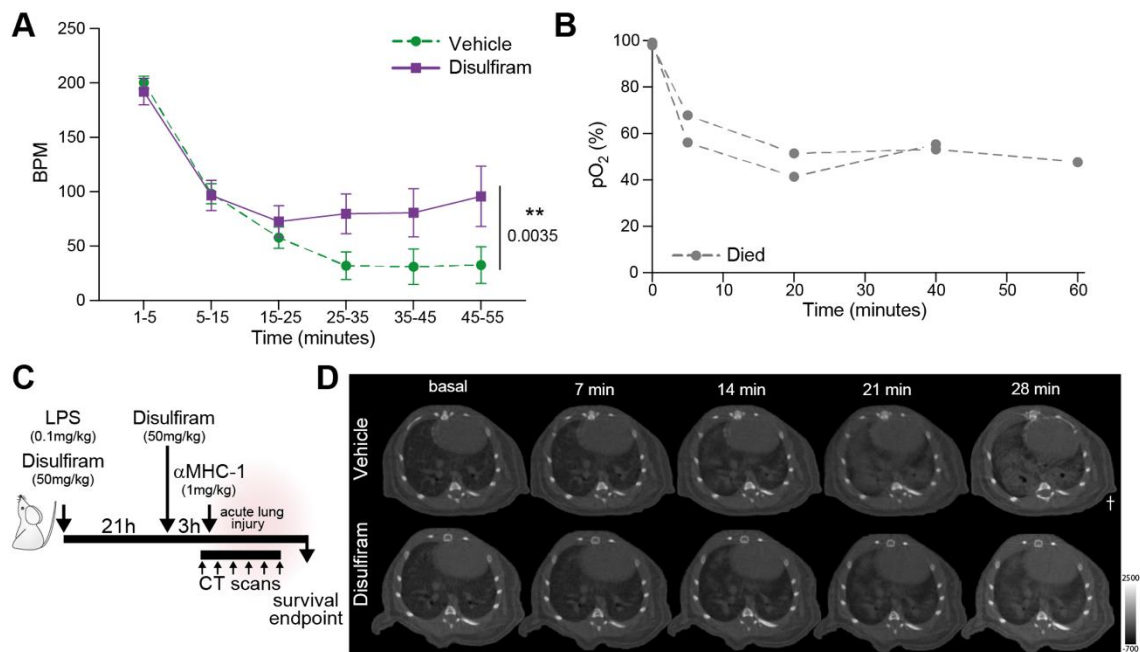 A
250
200
150
100
50
0
BPM
Vehicle
Disulfiram
**
0.0035
1-5
5-15
15-25
25-35
35-45
45-55
Time (minutes)
B
100
80
60
40
20
0
pO2 (%)
Died
0
20
40
60
Time (minutes)
C
LPS
(0.1mg/kg)
Disulfiram
(50mg/kg)
Disulfiram
(50mg/kg)
αMHC-1
(1mg/kg)
acute lung
injury
21h
3h
CT scans
survival
endpoint
D
basal
7 min
14 min
21 min
28 min
Vehicle
†
Disulfiram
2500
-700